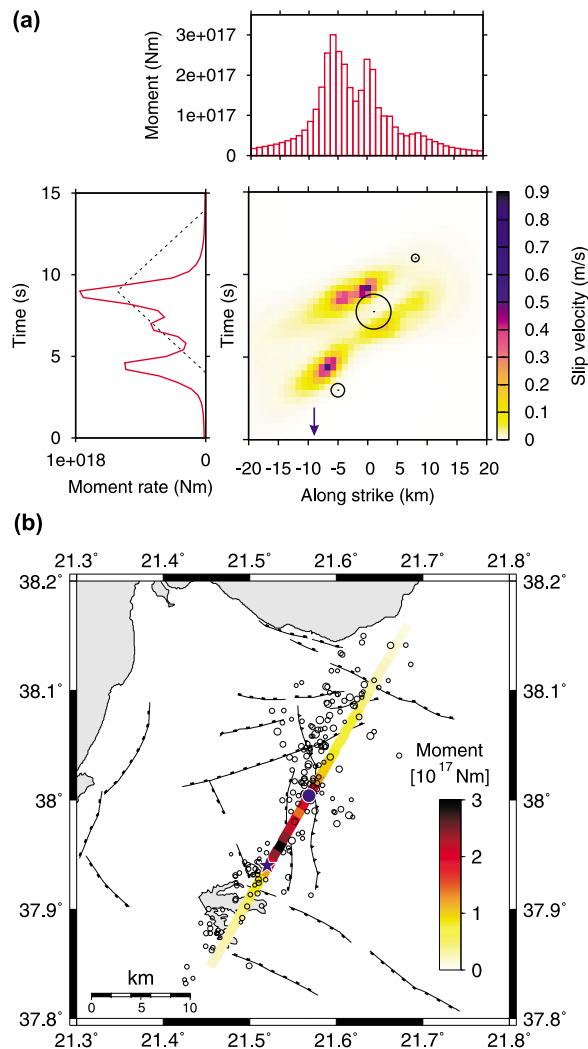 (a)
Moment (Nm)
3e+017
2e+017
1e+017
0
15
10
5
0
Time (s)
1e+018
0
Moment rate (Nm)
Time (s)
-20 -15 -10 -5 0 5 10 15 20
Along strike (km)
0.9
0.8
0.7
0.6
0.5
0.4
0.3
0.2
0.1
0
Slip velocity (m/s)
(b)
21.3˚ 21.4˚ 21.5˚ 21.6˚ 21.7˚ 21.8˚
38.2˚ 38.2˚
38.1˚ 38.1˚
38˚ 38˚
37.9˚ 37.9˚
37.8˚ 37.8˚
Moment
[10 17 Nm]
3
2
1
0
km
0 5 10
21.3˚ 21.4˚ 21.5˚ 21.6˚ 21.7˚ 21.8˚